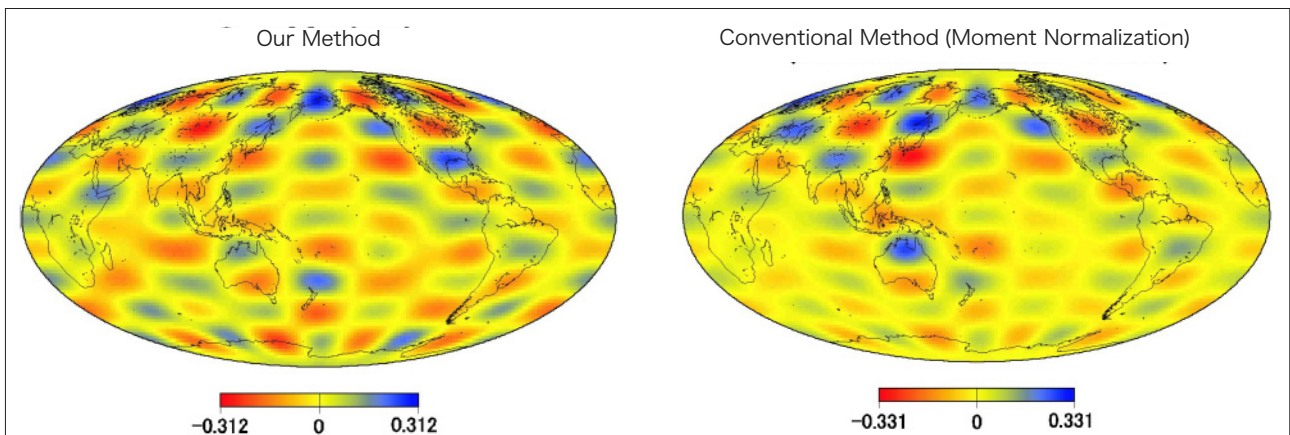 Our Method
Conventional Method (Moment Normalization)
−0.312 0 0.312
−0.331 0 0.331